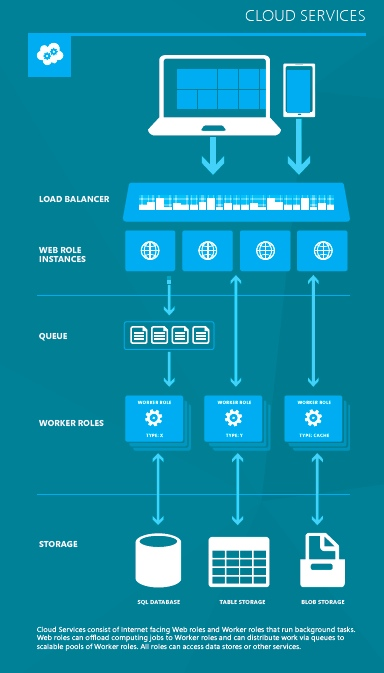 CLOUD SERVICES
LOAD BALANCER
WEB ROLE
INSTANCES
QUEUE
WORKER ROLES
WORKER ROLE
TYPE: X
WORKER ROLE
TYPE: Y
WORKER ROLE
TYPE: CACHE
STORAGE
SQL DATABASE
TABLE STORAGE
BLOB STORAGE
Cloud Services consist of Internet facing Web roles and Worker roles that run background tasks.
Web roles can offload computing jobs to Worker roles and can distribute work via queues to
scalable pools of Worker roles. All roles can access data stores or other services.